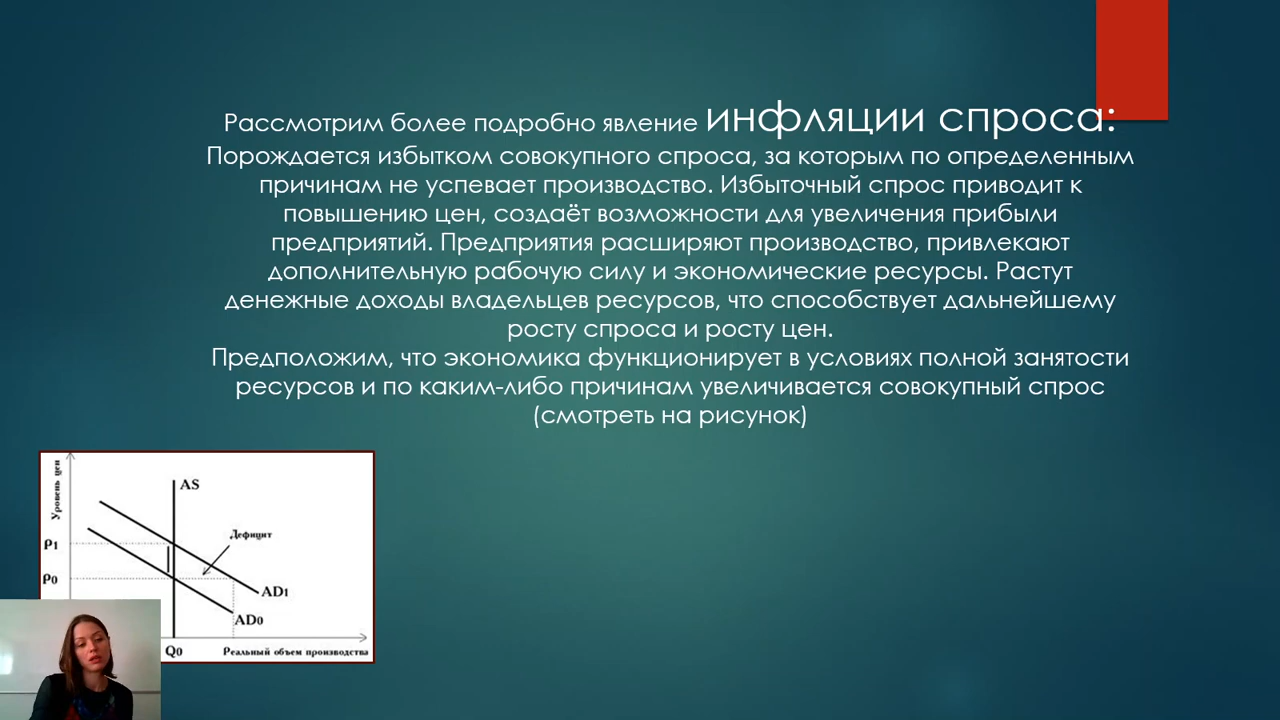 Рассмотрим более подробно явление инфляции спроса:
Порождается избытком совокупного спроса, за которым по определенным
причинам не успевает производство. Избыточный спрос приводит к
повышению цен, создаёт возможности для увеличения прибыли
предприятий. Предприятия расширяют производство, привлекают
дополнительную рабочую силу и экономические ресурсы. Растут
денежные доходы владельцев ресурсов, что способствует дальнейшему
росту спроса и росту цен.
Предположим, что экономика функционирует в условиях полной занятости
ресурсов и по каким-либо причинам увеличивается совокупный спрос
(смотреть на рисунок)
Уровень цен
AS
Дефицит
P1
P0
AD1
AD0
Q0
Реальный объем производства